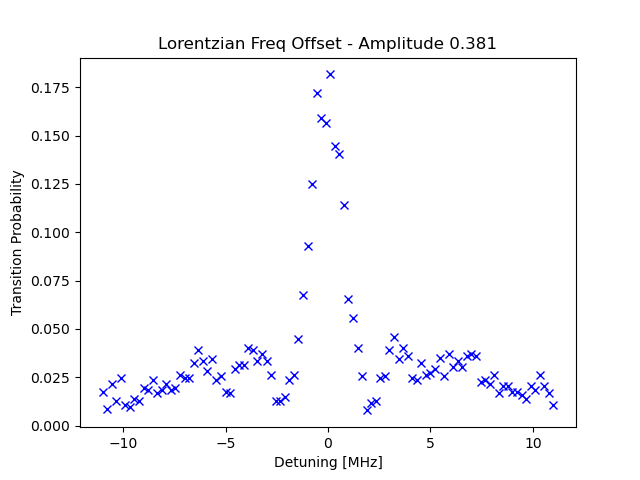 Lorentzian Freq Offset - Amplitude 0.381
Transition Probability
0.175
0.150
0.125
0.100
0.075
0.050
0.025
0.000
−10 −5 0 5 10
Detuning [MHz]